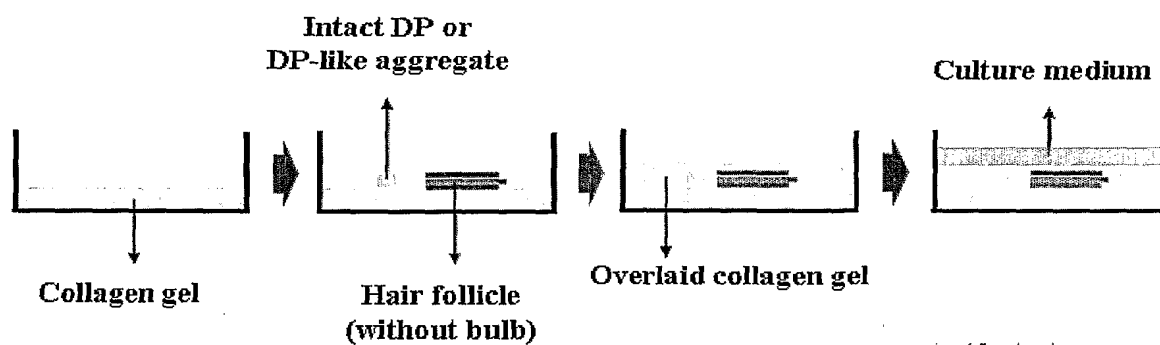 Intact DP or
DP-like aggregate
Culture medium
Collagen gel
Hair follicle
(without bulb)
Overlaid collagen gel